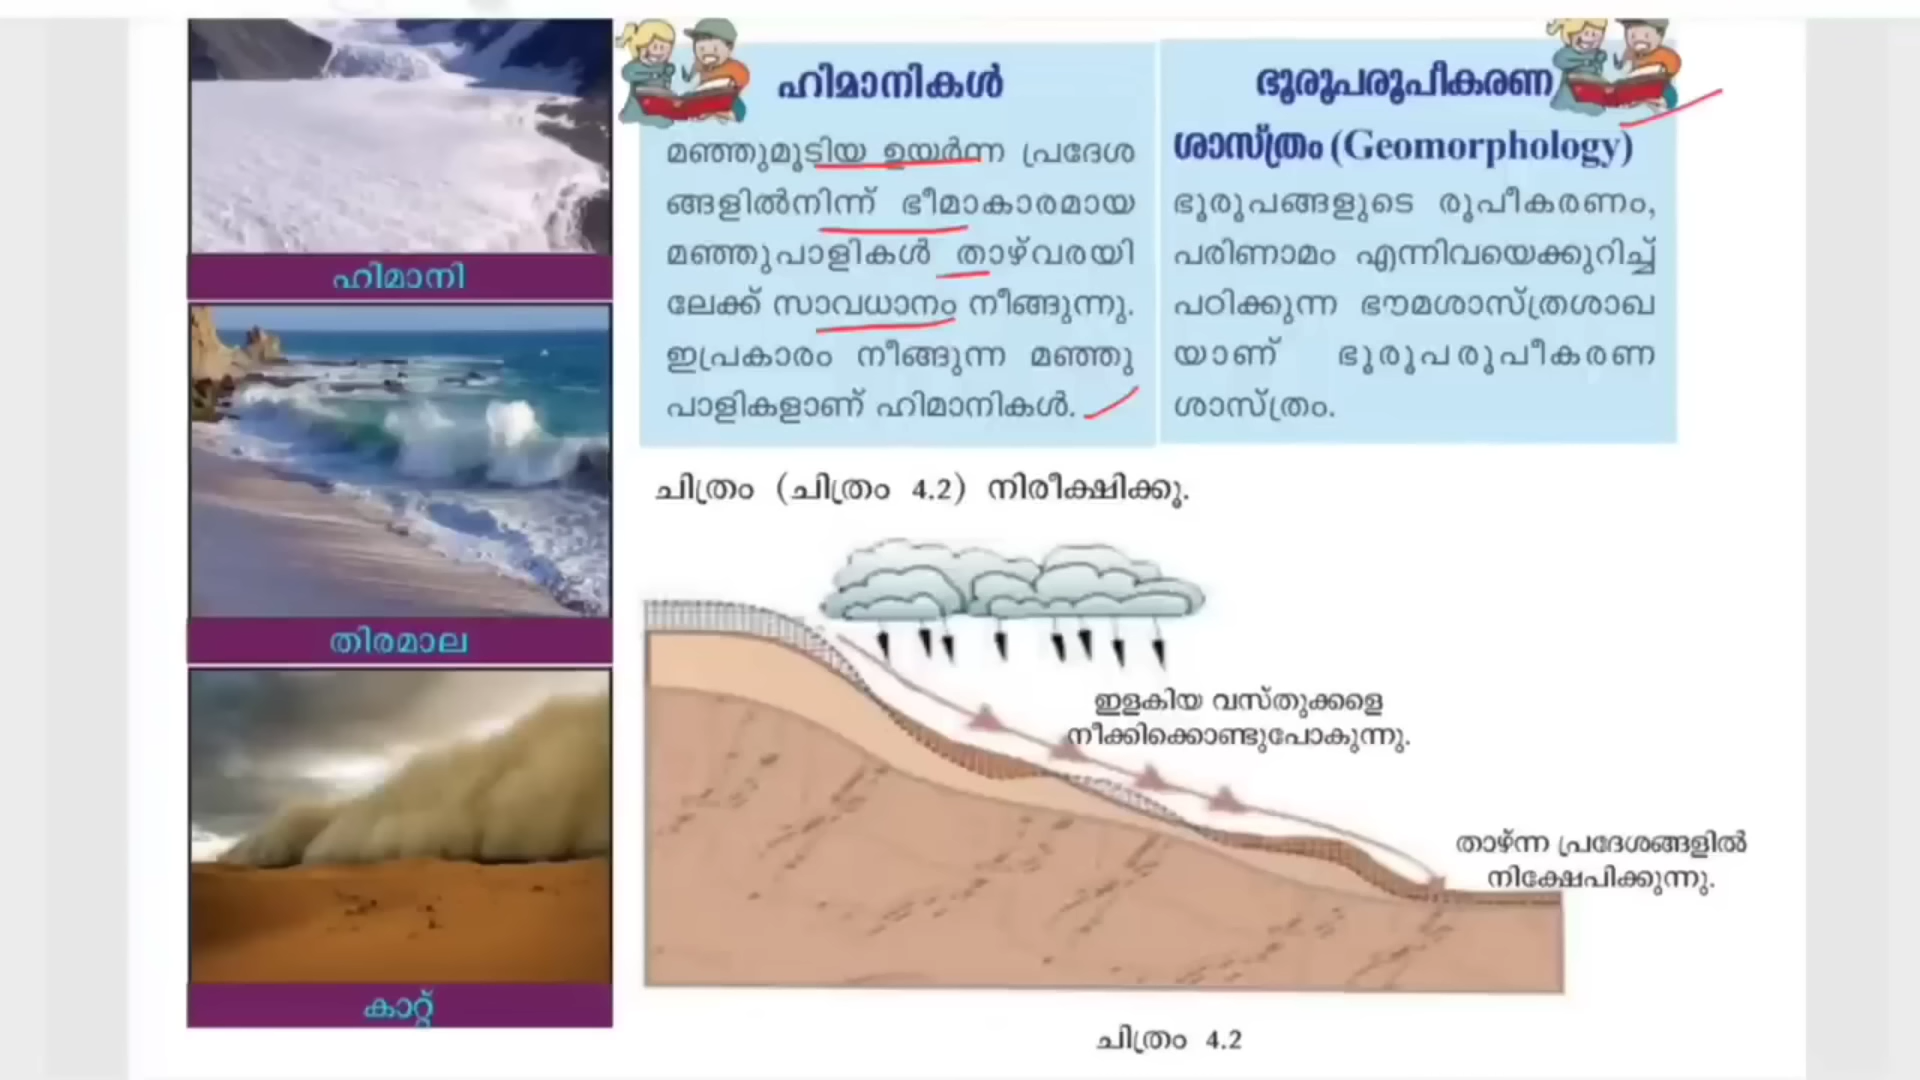 ഹിമാനി
തിരമാല
കാറ്റ്
ഹിമാനികൾ
മഞ്ഞുമൂടിയ ഉയർന്ന പ്രദേശ
ങ്ങളിൽനിന്ന് ഭീമാകാരമായ
മഞ്ഞുപാളികൾ താഴ്‌വരയി
ലേക്ക് സാവധാനം നീങ്ങുന്നു.
ഇപ്രകാരം നീങ്ങുന്ന മഞ്ഞു
പാളികളാണ് ഹിമാനികൾ.
ഭൂരൂപരൂപീകരണ
ശാസ്ത്രം (Geomorphology)
ഭൂരൂപങ്ങളുടെ രൂപീകരണം,
പരിണാമം എന്നിവയെക്കുറിച്ച്
പഠിക്കുന്ന ഭൗമശാസ്ത്രശാഖ
യാണ് ഭൂരൂപരൂപീകരണ
ശാസ്ത്രം.
ചിത്രം (ചിത്രം 4.2) നിരീക്ഷിക്കൂ.
ഇളകിയ വസ്തുക്കളെ
നീക്കിക്കൊണ്ടുപോകുന്നു.
താഴ്ന്ന പ്രദേശങ്ങളിൽ
നിക്ഷേപിക്കുന്നു.
ചിത്രം 4.2